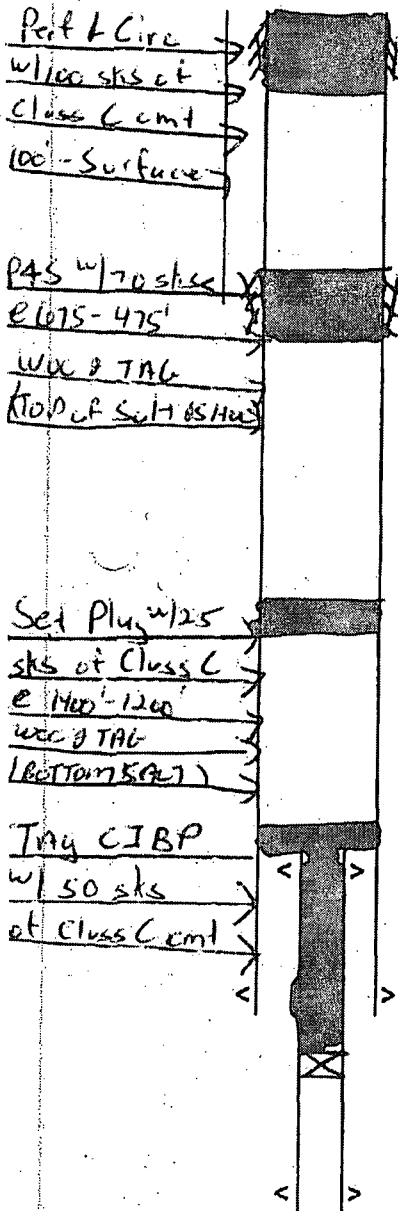 Perf & Circ
w/100 sks of
Class C cmt
100'-Surface
P&S w/70 sks
@ 675-475'
WOC & TAG
(Top of Salt & Shoe)
Set Plug w/25
sks of Class C
@ 1400'-1200'
WOC & TAG
(BOTTOM SALT)
Tag CIBP
w/ 50 sks
of Class C cmt